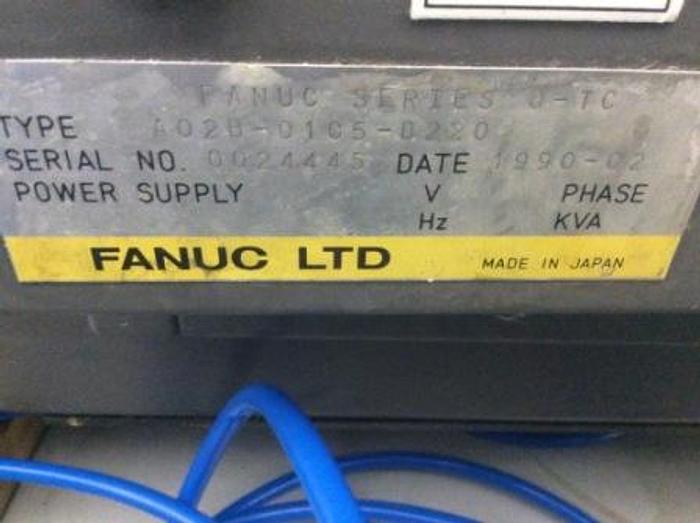 FANUC SERIES 0-TC
TYPE A02B-0105-B220
SERIAL NO. 0024445 DATE 1990-02
POWER SUPPLY V PHASE
Hz KVA
FANUC LTD MADE IN JAPAN